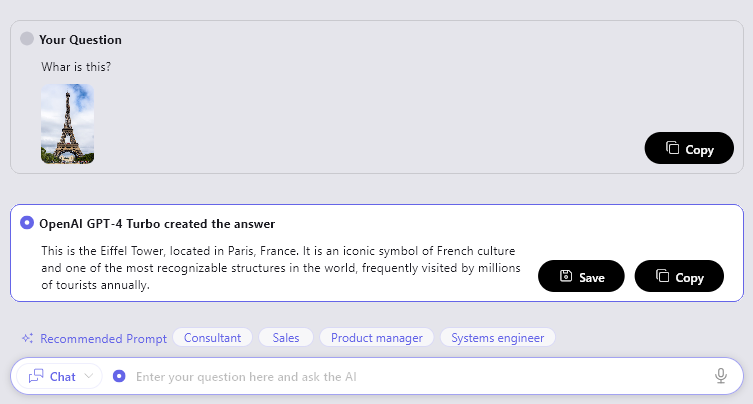 Your Question
Whar is this?
Copy
OpenAI GPT-4 Turbo created the answer
This is the Eiffel Tower, located in Paris, France. It is an iconic symbol of French culture
and one of the most recognizable structures in the world, frequently visited by millions
of tourists annually.
Save Copy
Recommended Prompt Consultant Sales Product manager Systems engineer
Chat Enter your question here and ask the AI